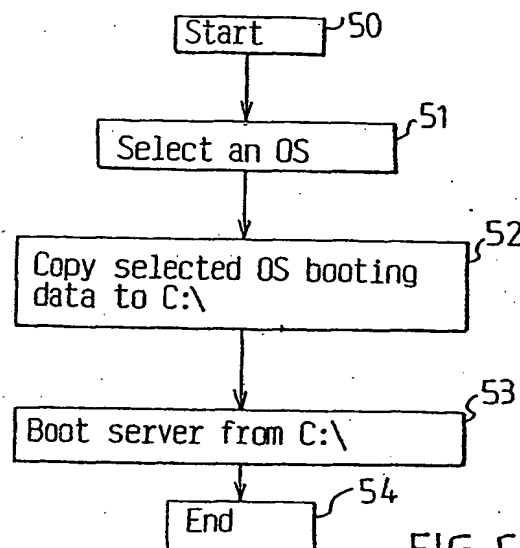 Start
50
Select an OS
51
Copy selected OS booting
data to C:\
52
Boot server from C:\
53
End
54
FIG